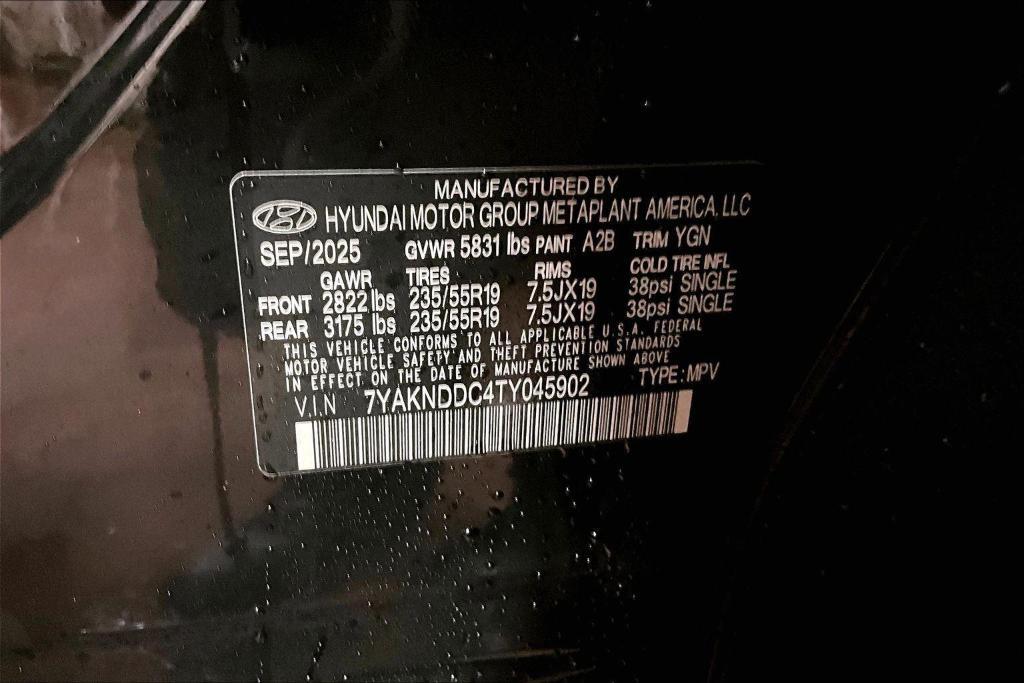 MANUFACTURED BY
HYUNDAI MOTOR GROUP METAPLANT AMERICA, LLC
SEP/2025 GVWR 5831 lbs PAINT A2B TRIM YGN
GAWR TIRES RIMS COLD TIRE INFL
FRONT 2822 lbs 235/55R19 7.5JX19 38psi SINGLE
REAR 3175 lbs 235/55R19 7.5JX19 38psi SINGLE
THIS VEHICLE CONFORMS TO ALL APPLICABLE U.S.A. FEDERAL
MOTOR VEHICLE SAFETY AND THEFT PREVENTION STANDARDS
IN EFFECT ON THE DATE OF MANUFACTURE SHOWN ABOVE
V.I.N 7YAKNDDC4TY045902 TYPE:MPV